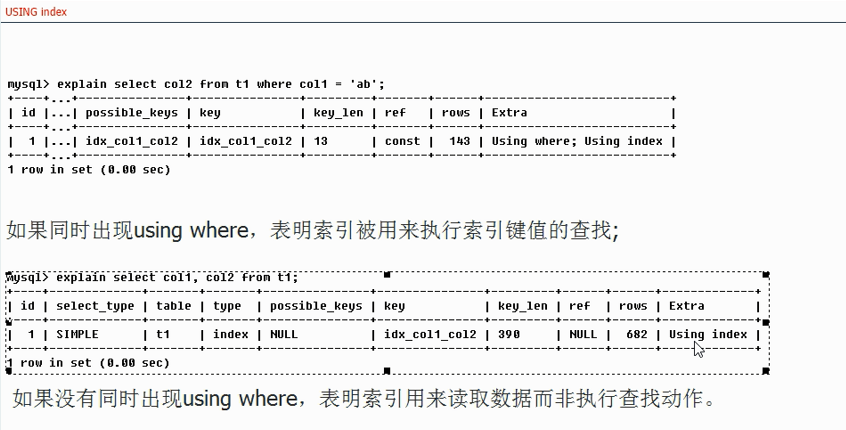 USING index
mysql> explain select col2 from t1 where col1 = 'ab';
+----+...+---------------+---------------+---------+-------+------+--------------------------+
| id |...| possible_keys | key           | key_len | ref   | rows | Extra                    |
+----+...+---------------+---------------+---------+-------+------+--------------------------+
|  1 |...| idx_col1_col2 | idx_col1_col2 | 13      | const |  143 | Using where; Using index |
+----+...+---------------+---------------+---------+-------+------+--------------------------+
1 row in set (0.00 sec)
如果同时出现using where，表明索引被用来执行索引键值的查找;
mysql> explain select col1, col2 from t1;
+----+-------------+-------+-------+---------------+---------------+---------+------+------+-------------+
| id | select_type | table | type  | possible_keys | key           | key_len | ref  | rows | Extra       |
+----+-------------+-------+-------+---------------+---------------+---------+------+------+-------------+
|  1 | SIMPLE      | t1    | index | NULL          | idx_col1_col2 | 390     | NULL |  682 | Using index |
+----+-------------+-------+-------+---------------+---------------+---------+------+------+-------------+
1 row in set (0.00 sec)
如果没有同时出现using where，表明索引用来读取数据而非执行查找动作。